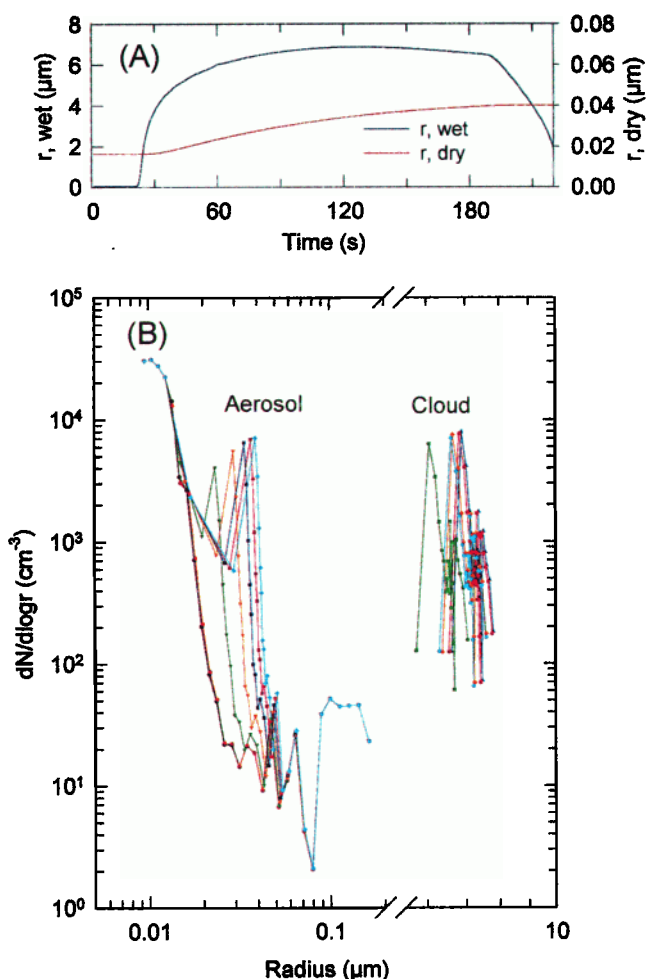 (A)
r, wet (µm)
8
6
4
2
0
0.08
0.06
0.04
0.02
0.00
r, dry (µm)
r, wet
r, dry
0 60 120 180
Time (s)
(B)
Aerosol
Cloud
dN/dlogr (cm⁻³)
10⁵
10⁴
10³
10²
10¹
10⁰
0.01 0.1 10
Radius (µm)